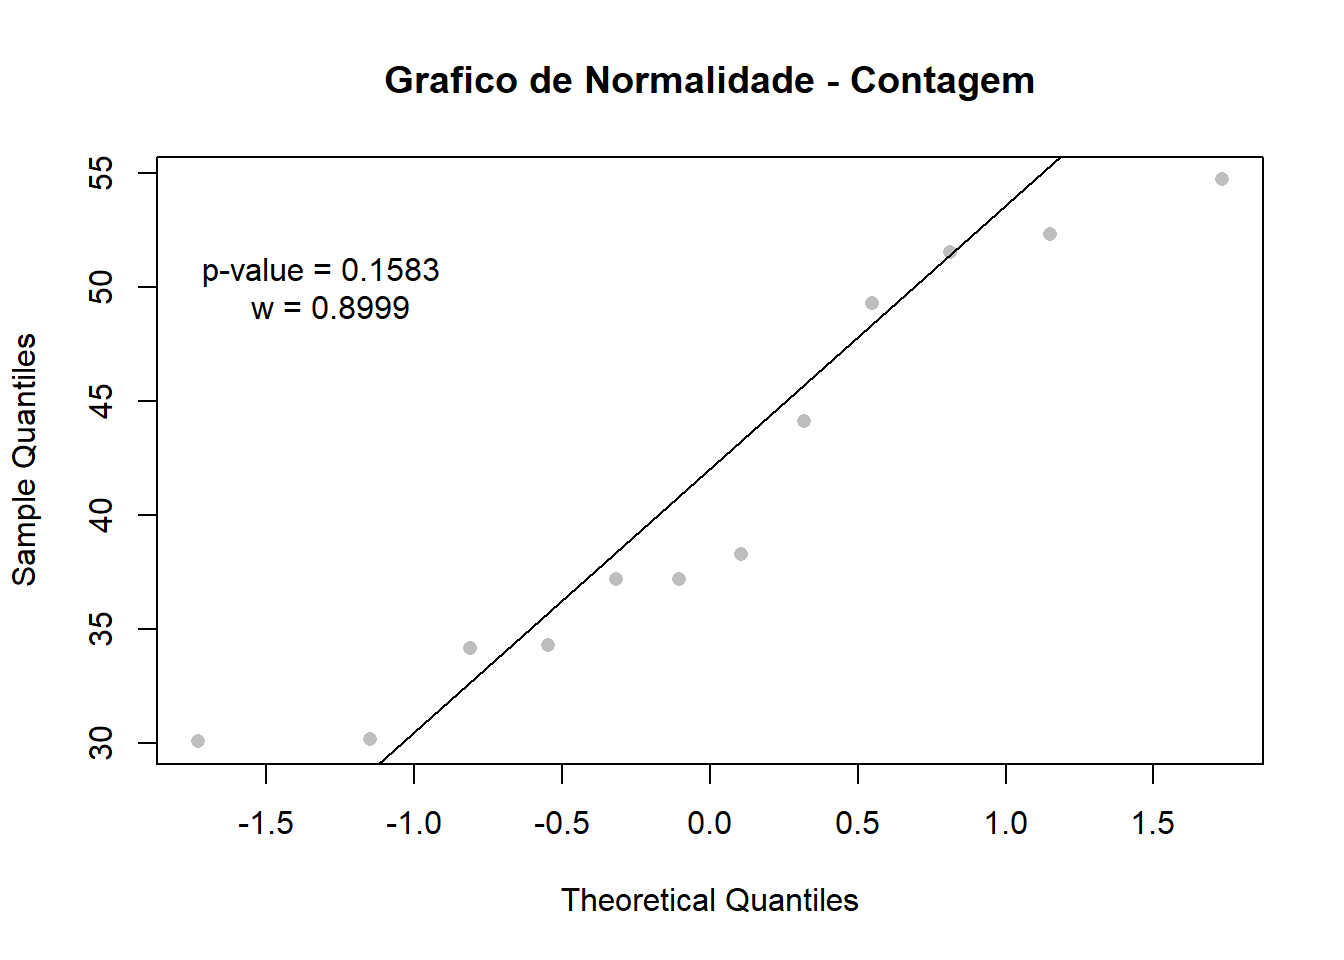 Grafico de Normalidade - Contagem
p-value = 0.1583
w = 0.8999
Sample Quantiles
55
50
45
40
35
30
-1.5 -1.0 -0.5 0.0 0.5 1.0 1.5
Theoretical Quantiles